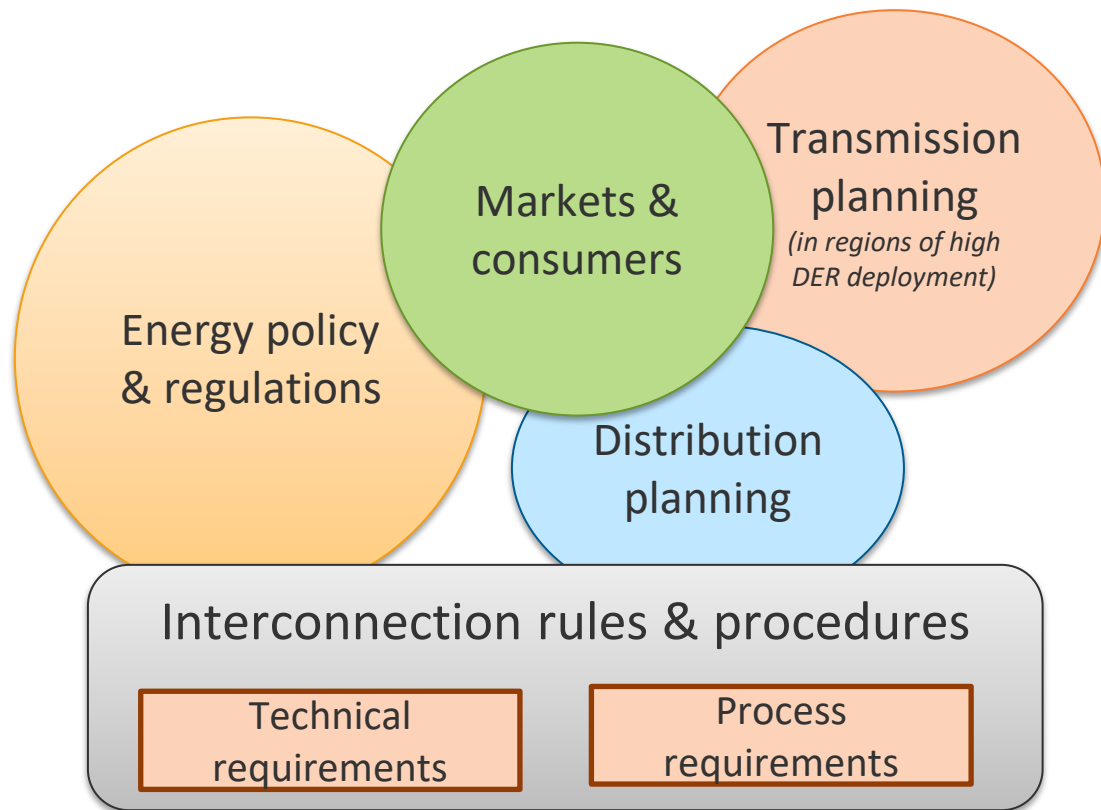 Transmission
planning
(in regions of high
DER deployment)
Markets &
consumers
Energy policy
& regulations
Distribution
planning
Interconnection rules & procedures
Technical
requirements
Process
requirements